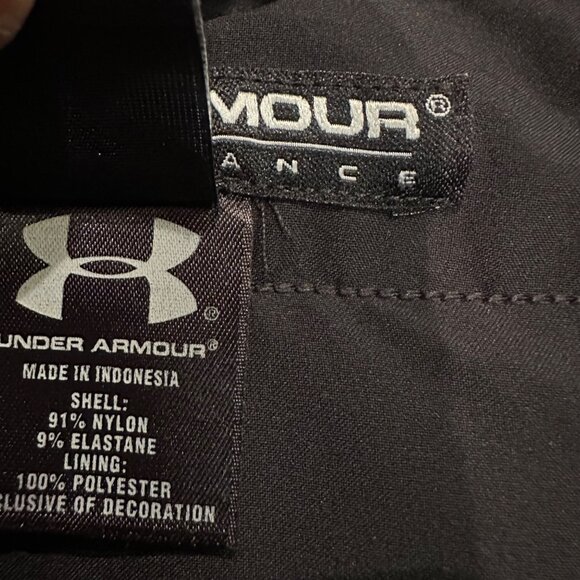 MOUR®
ANCE
UNDER ARMOUR®
MADE IN INDONESIA
SHELL:
91% NYLON
9% ELASTANE
LINING:
100% POLYESTER
CLUSIVE OF DECORATION